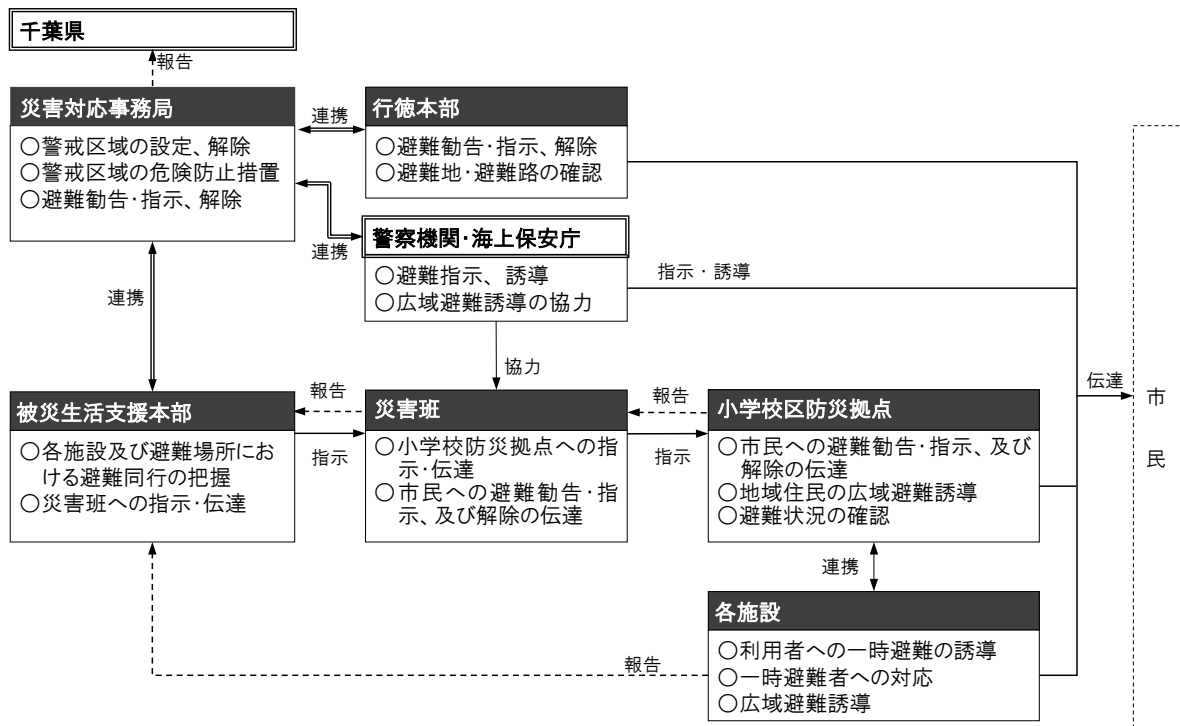 千葉県
報告
災害対応事務局
○警戒区域の設定、解除
○警戒区域の危険防止措置
○避難勧告・指示、解除
連携
行徳本部
○避難勧告・指示、解除
○避難地・避難路の確認
連携
警察機関・海上保安庁
○避難指示、誘導
○広域避難誘導の協力
指示・誘導
連携
協力
伝達
市
民
被災生活支援本部
○各施設及び避難場所にお
ける避難同行の把握
○災害班への指示・伝達
報告
指示
災害班
○小学校防災拠点への指
示・伝達
○市民への避難勧告・指
示、及び解除の伝達
報告
指示
小学校区防災拠点
○市民への避難勧告・指示、及び
解除の伝達
○地域住民の広域避難誘導
○避難状況の確認
連携
各施設
○利用者への一時避難の誘導
○一時避難者への対応
○広域避難誘導
報告